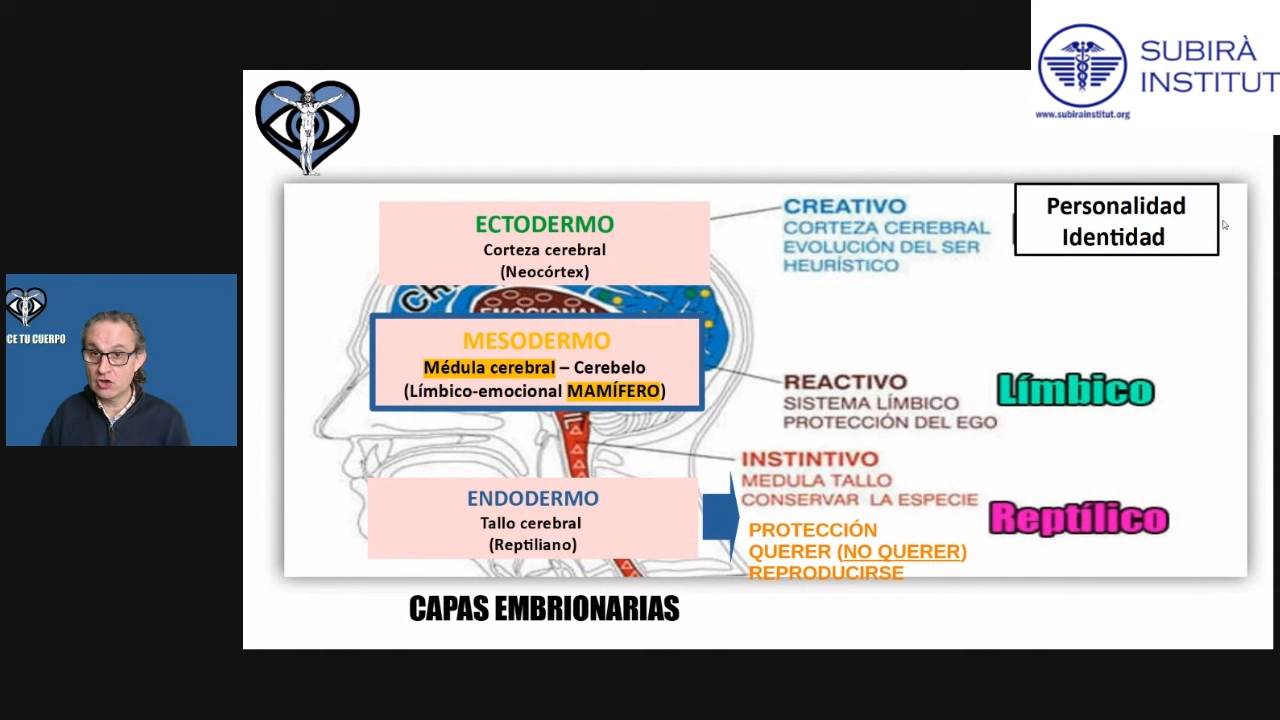 SUBIRÀ
INSTITUT
www.subirainstitut.org
CE TU CUERPO
ECTODERMO
Corteza cerebral
(Neocórtex)
CREATIVO
CORTEZA CEREBRAL
EVOLUCIÓN DEL SER
HEURÍSTICO
Personalidad
Identidad
EMOCIONAL
MESODERMO
Médula cerebral – Cerebelo
(Límbico-emocional MAMÍFERO)
REACTIVO
SISTEMA LÍMBICO
PROTECCIÓN DEL EGO
Límbico
INSTINTIVO
MEDULA TALLO
CONSERVAR LA ESPECIE
Reptílico
ENDODERMO
Tallo cerebral
(Reptiliano)
PROTECCIÓN
QUERER (NO QUERER)
REPRODUCIRSE
CAPAS EMBRIONARIAS